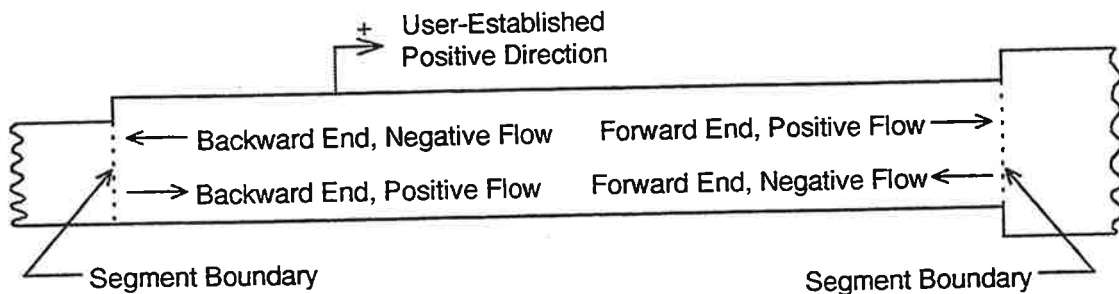 + User-Established
Positive Direction
Backward End, Negative Flow
Forward End, Positive Flow
Backward End, Positive Flow
Forward End, Negative Flow
Segment Boundary
Segment Boundary